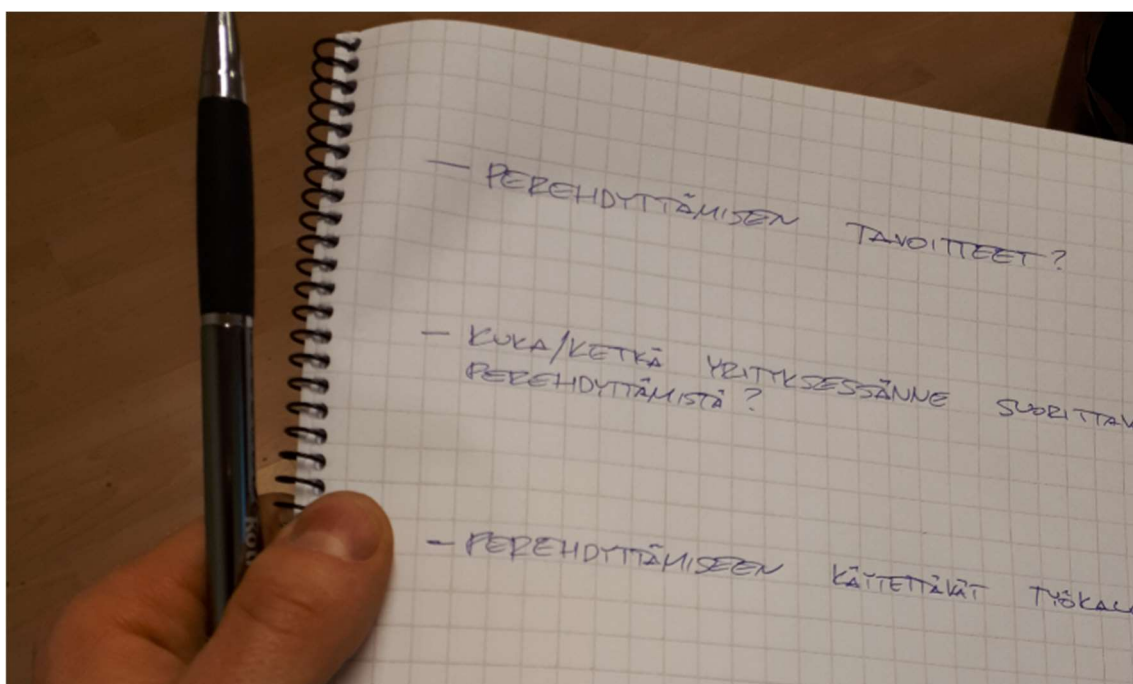 — PEREHDYTTÄMISEN TAVOITTEET?
— KUKA/KETKÄ YRITYKSESSÄNNE SUORITTAV
PEREHDYTTÄMISTÄ?
— PEREHDYTTÄMISEEN KÄYTETTÄVÄT TYÖKAL